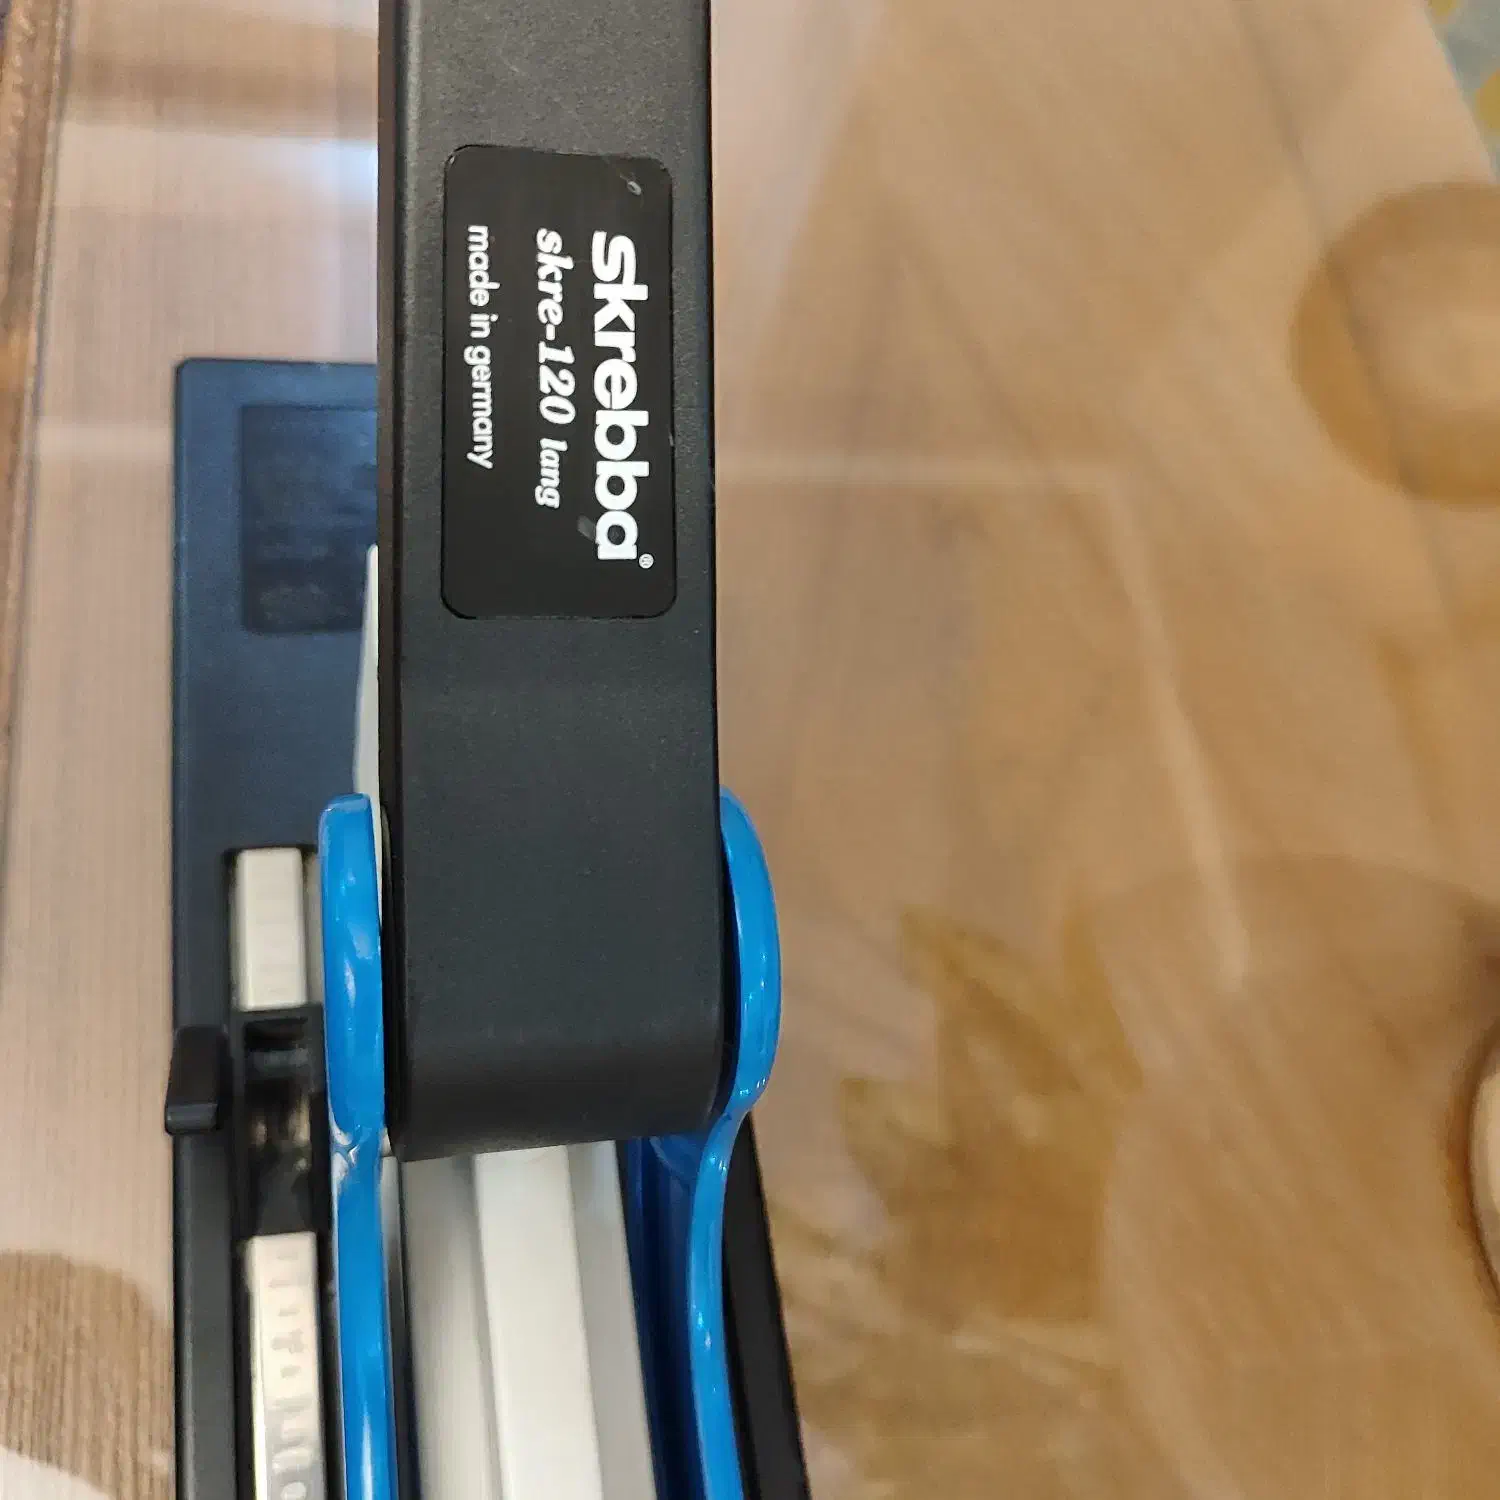 skrebba®
skre-120 lang
made in germany